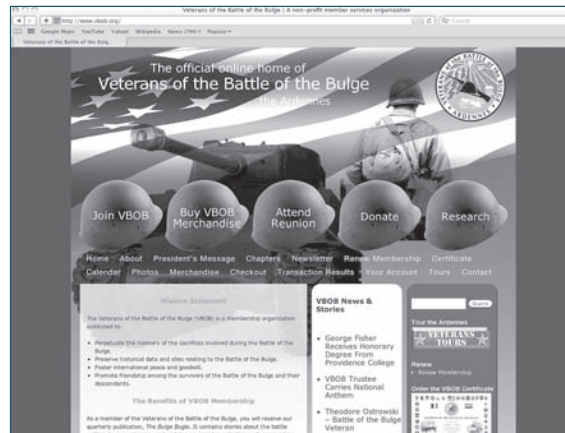 Veterans of the Battle of the Bulge | A non-profit member services organization
http://www.vbob.org/
Google
Google Maps YouTube Yahoo! Wikipedia News (794) Popular
Veterans of the Battle of the Bulg
The official online home of
Veterans of the Battle of the Bulge
the Ardennes
VETERANS OF THE BATTLE OF THE BULGE
ARDENNES
Join VBOB
Buy VBOB
Merchandise
Attend
Reunion
Donate
Research
Home About President's Message Chapters Newsletter Renew Membership Certificate
Calendar Photos Merchandise Checkout Transaction Results Your Account Tours Contact
Mission Statement
The Veterans of the Battle of the Bulge (VBOB) is a Membership organization
instituted to:
• Perpetuate the memory of the sacrifices involved during the Battle of the
Bulge.
• Preserve historical data and sites relating to the Battle of the Bulge.
• Foster international peace and goodwill.
• Promote friendship among the survivors of the Battle of the Bulge and their
descendants.
The Benefits of VBOB Membership
As a member of the Veterans of the Battle of the Bulge, you will receive our
quarterly publication, The Bulge Bugle. It contains stories about the battle
VBOB News &
Stories
• George Fisher
Receives Honorary
Degree From
Providence College
• VBOB Trustee
Carries National
Anthem
• Theodore Ostrowski
– Battle of the Bulge
Veteran
Search
Tour the Ardennes
VETERANS
TOURS
Renew
• Renew Membership
Order the VBOB Certificate